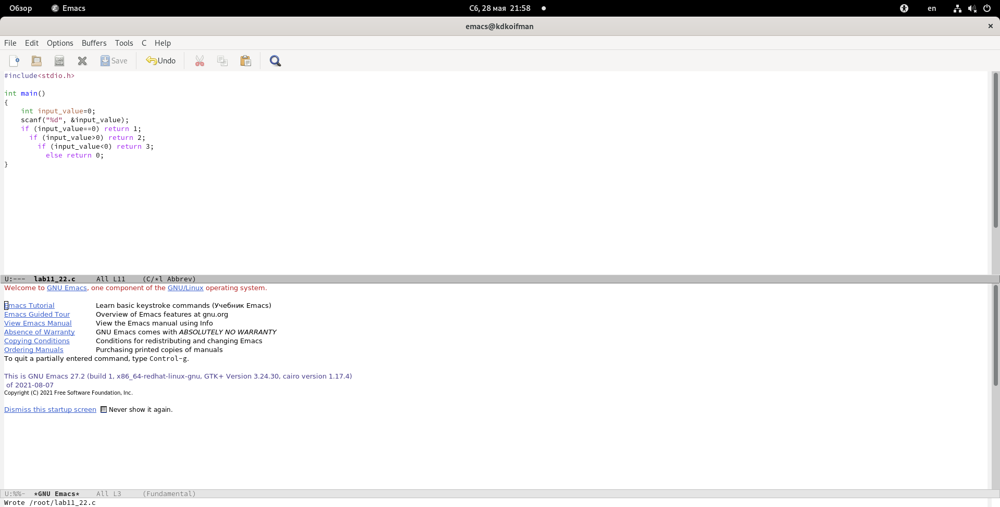 Обзор Emacs Сб, 28 мая 21:58 en
emacs@kdkoifman
File Edit Options Buffers Tools C Help
Save Undo
#include<stdio.h>
int main()
{
    int input_value=0;
    scanf("%d", &input_value);
    if (input_value==0) return 1;
      if (input_value>0) return 2;
        if (input_value<0) return 3;
          else return 0;
}
U:--- lab11_22.c All L11 (C/*l Abbrev)
Welcome to GNU Emacs, one component of the GNU/Linux operating system.
Emacs Tutorial Learn basic keystroke commands (Учебник Emacs)
Emacs Guided Tour Overview of Emacs features at gnu.org
View Emacs Manual View the Emacs manual using Info
Absence of Warranty GNU Emacs comes with ABSOLUTELY NO WARRANTY
Copying Conditions Conditions for redistributing and changing Emacs
Ordering Manuals Purchasing printed copies of manuals
To quit a partially entered command, type Control-g.
This is GNU Emacs 27.2 (build 1, x86_64-redhat-linux-gnu, GTK+ Version 3.24.30, cairo version 1.17.4)
 of 2021-08-07
Copyright (C) 2021 Free Software Foundation, Inc.
Dismiss this startup screen Never show it again.
U:%%- *GNU Emacs* All L3 (Fundamental)
Wrote /root/lab11_22.c